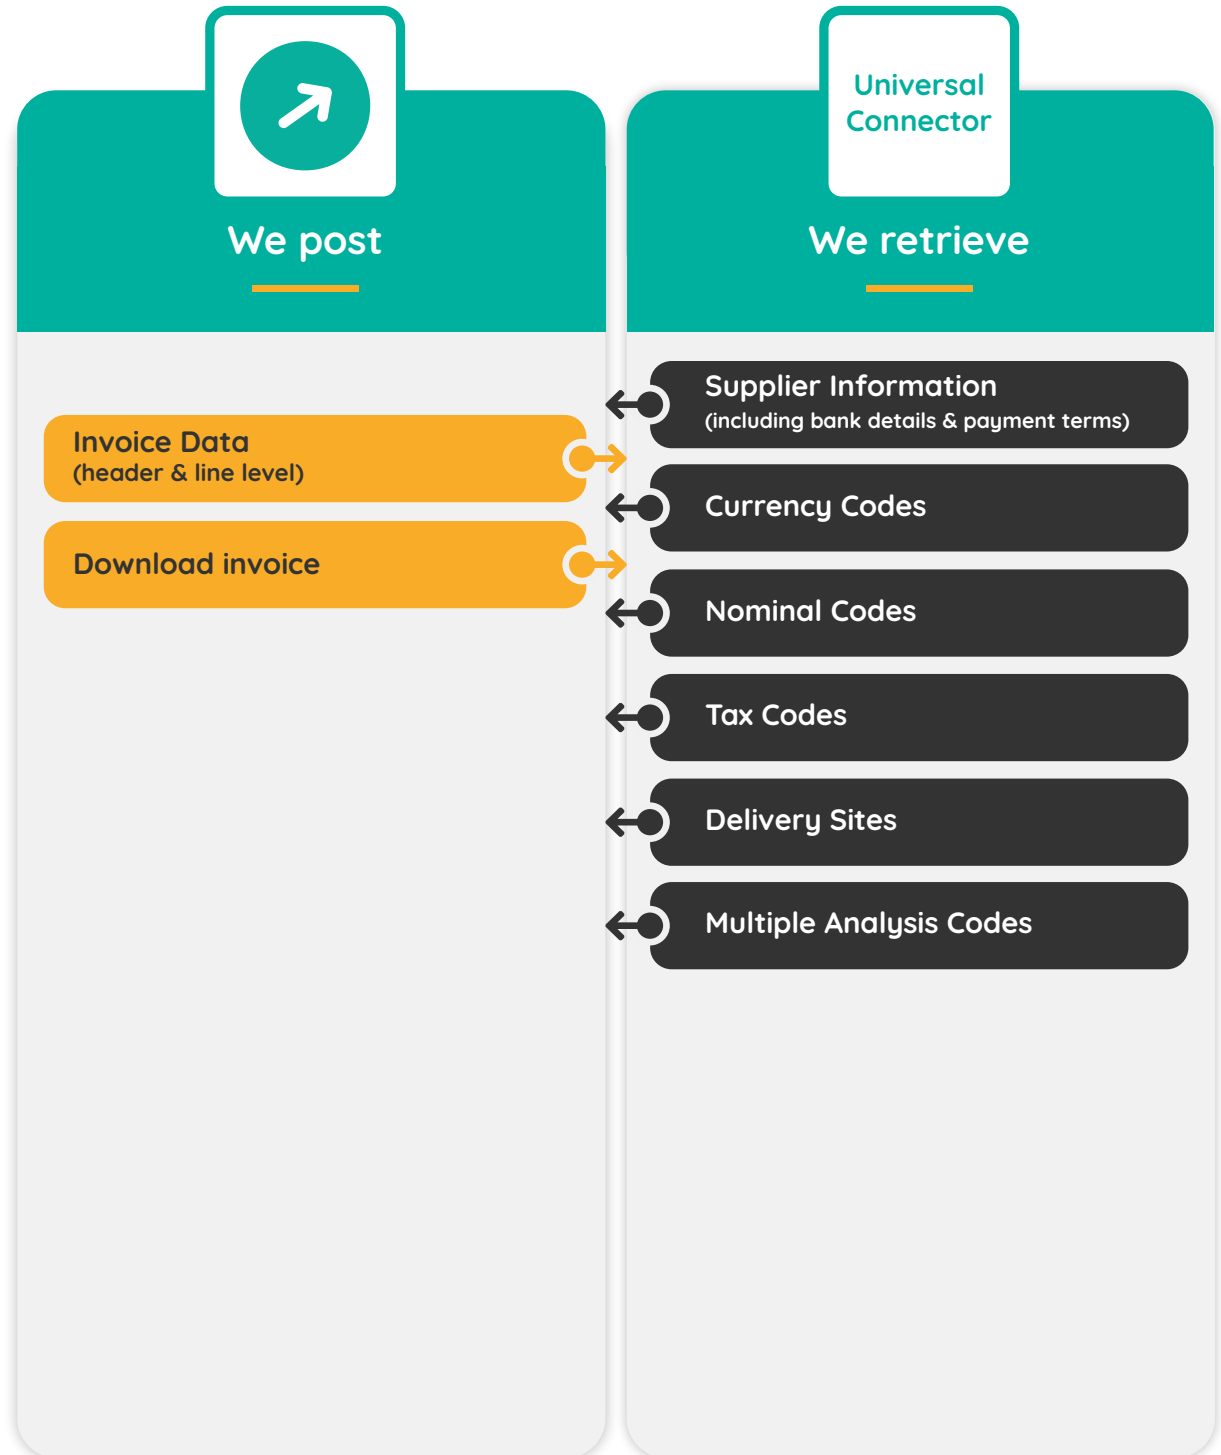 We post
Invoice Data
(header & line level)
Download invoice
Universal
Connector
We retrieve
Supplier Information
(including bank details & payment terms)
Currency Codes
Nominal Codes
Tax Codes
Delivery Sites
Multiple Analysis Codes